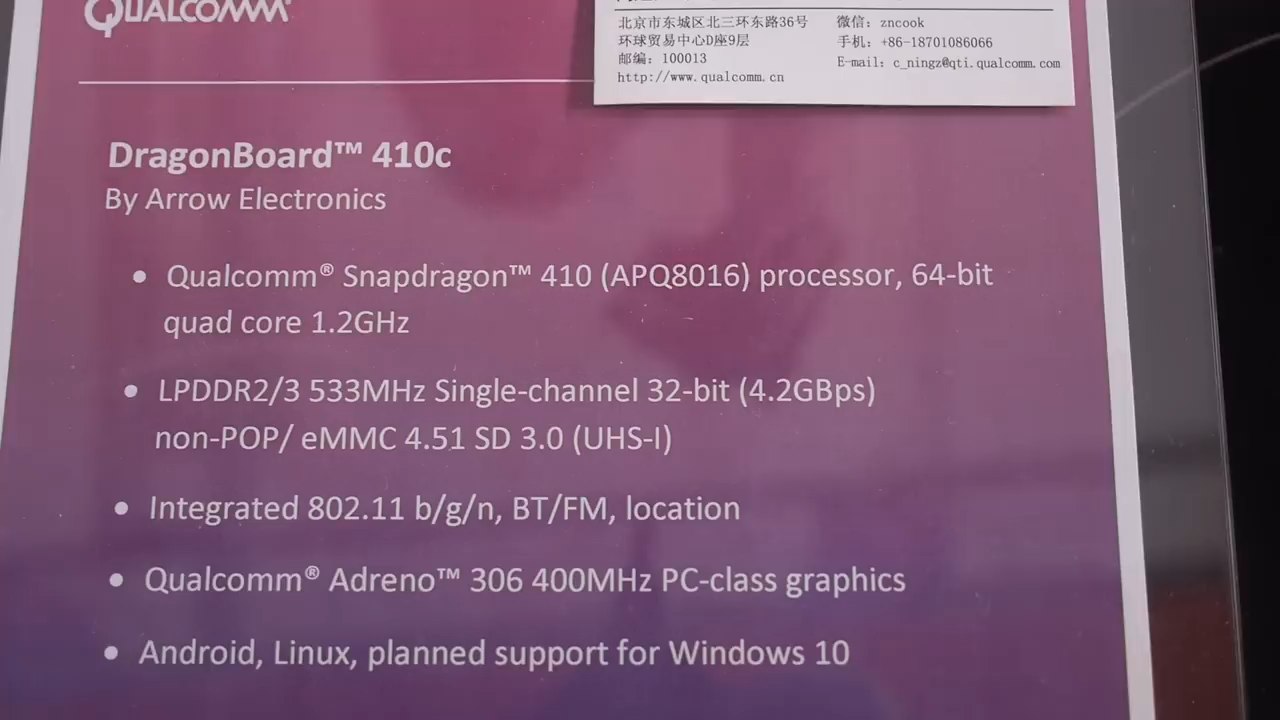 QUALCOMM®
北京市东城区北三环东路36号
环球贸易中心D座9层
邮编：100013
http://www.qualcomm.cn
微信：zncook
手机：+86-18701086066
E-mail：c_ningz@qti.qualcomm.com
DragonBoard™ 410c
By Arrow Electronics
• Qualcomm® Snapdragon™ 410 (APQ8016) processor, 64-bit
quad core 1.2GHz
• LPDDR2/3 533MHz Single-channel 32-bit (4.2GBps)
non-POP/ eMMC 4.51 SD 3.0 (UHS-I)
• Integrated 802.11 b/g/n, BT/FM, location
• Qualcomm® Adreno™ 306 400MHz PC-class graphics
• Android, Linux, planned support for Windows 10